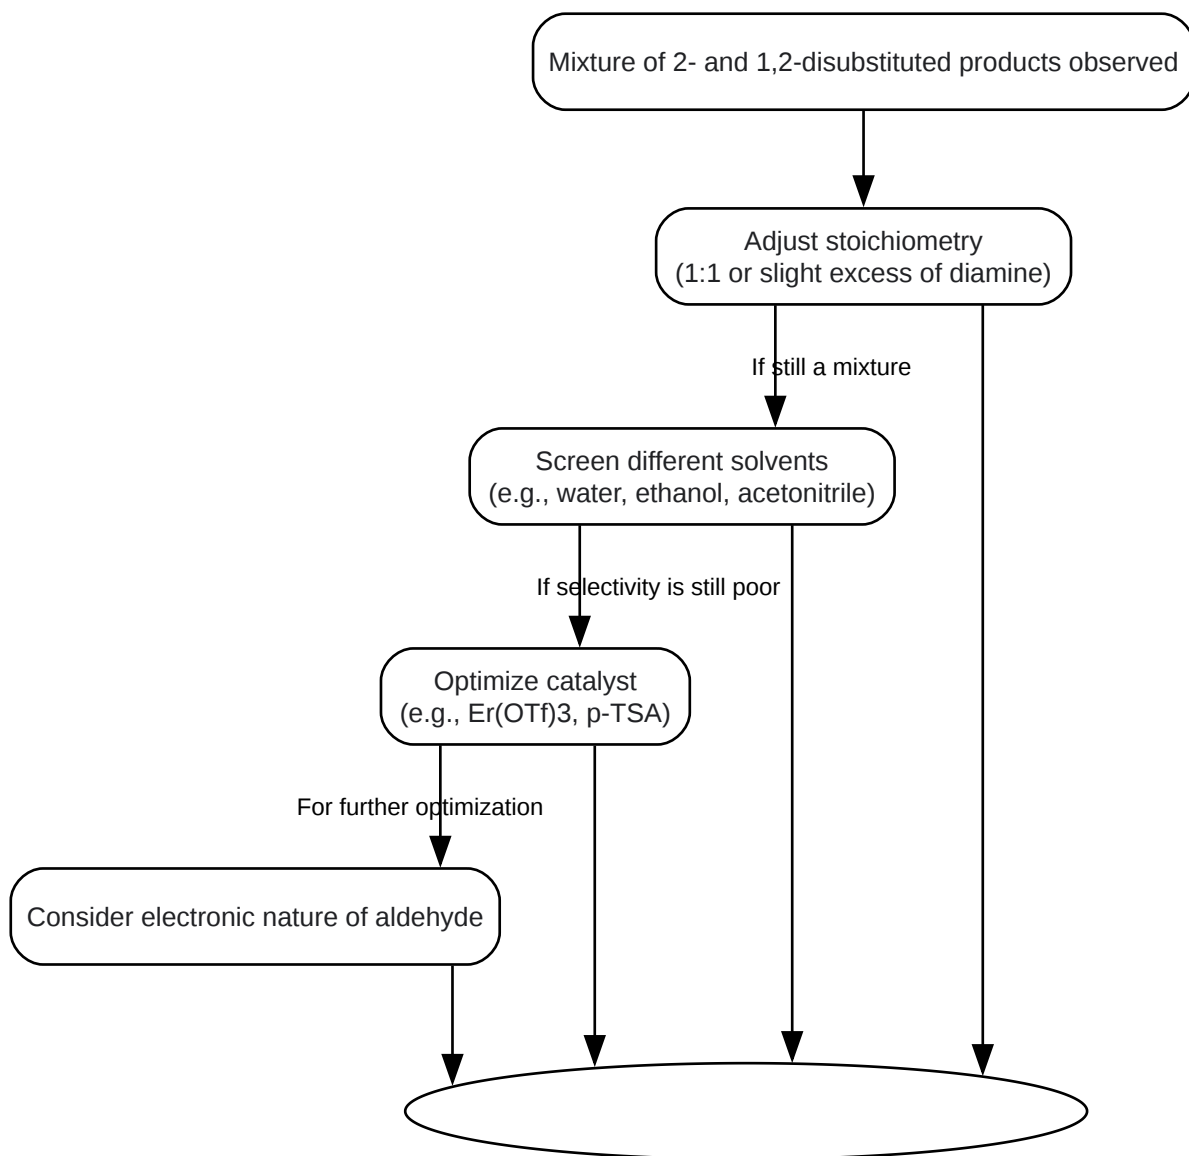 Mixture of 2- and 1,2-disubstituted products observed
Adjust stoichiometry
(1:1 or slight excess of diamine)
If still a mixture
Screen different solvents
(e.g., water, ethanol, acetonitrile)
If selectivity is still poor
Optimize catalyst
(e.g., Er(OTf)3, p-TSA)
For further optimization
Consider electronic nature of aldehyde